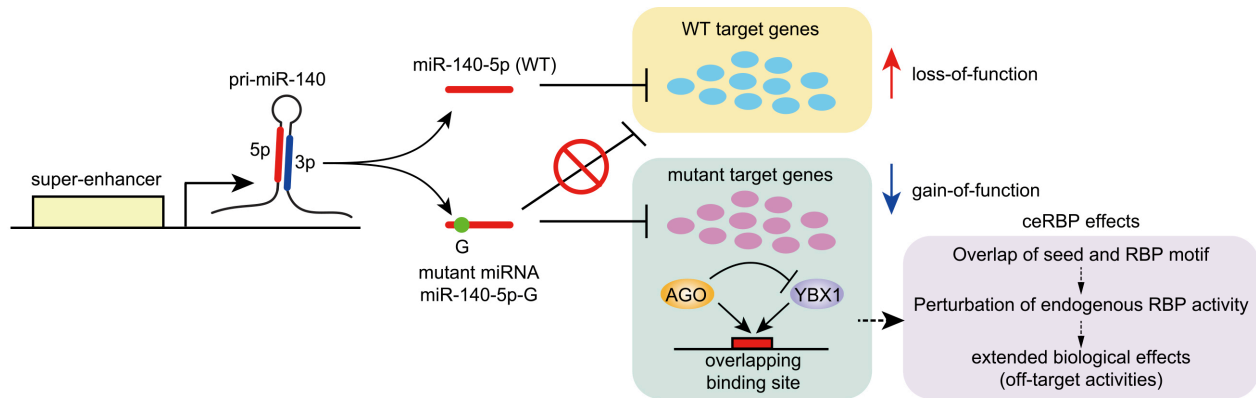 super-enhancer
pri-miR-140
5p
3p
miR-140-5p (WT)
G
mutant miRNA
miR-140-5p-G
WT target genes
loss-of-function
mutant target genes
gain-of-function
AGO
YBX1
overlapping
binding site
ceRBP effects
Overlap of seed and RBP motif
Perturbation of endogenous RBP activity
extended biological effects
(off-target activities)